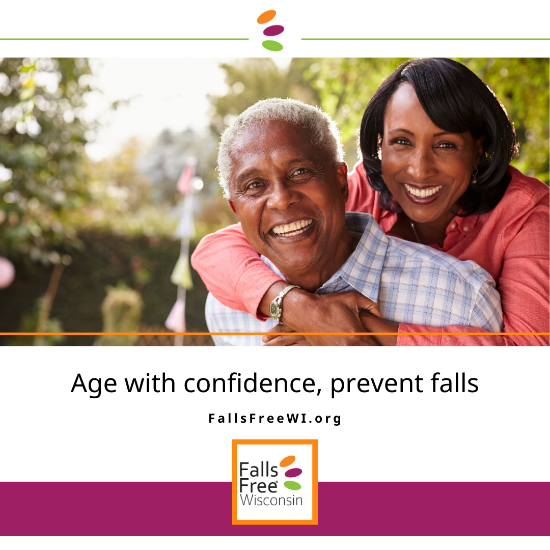 Age with confidence, prevent falls
FallsFreeWI.org
Falls
Free
Wisconsin